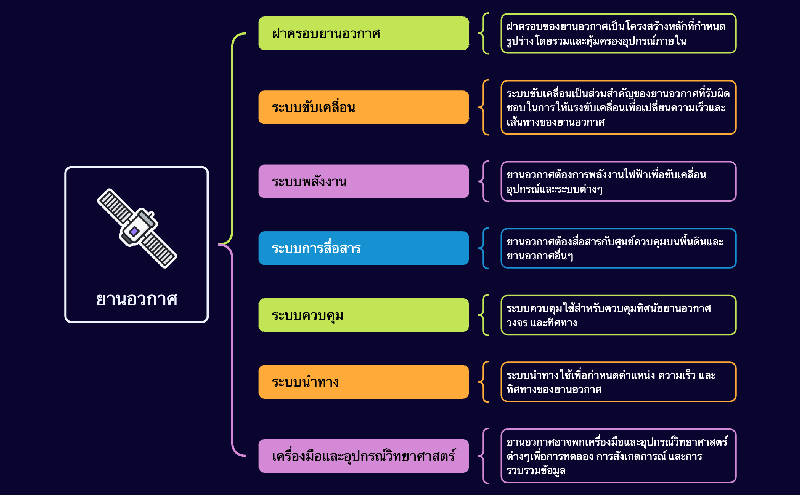 ยานอวกาศ
ฝาครอบยานอวกาศ
ฝาครอบของยานอวกาศเป็นโครงสร้างหลักที่กำหนด
รูปร่างโดยรวมและคุ้มครองอุปกรณ์ภายใน
ระบบขับเคลื่อน
ระบบขับเคลื่อนเป็นส่วนสำคัญของยานอวกาศที่รับผิด
ชอบในการให้แรงขับเคลื่อนเพื่อเปลี่ยนความเร็วและ
เส้นทางของยานอวกาศ
ระบบพลังงาน
ยานอวกาศต้องการพลังงานไฟฟ้าเพื่อขับเคลื่อน
อุปกรณ์และระบบต่างๆ
ระบบการสื่อสาร
ยานอวกาศต้องสื่อสารกับศูนย์ควบคุมบนพื้นดินและ
ยานอวกาศอื่นๆ
ระบบควบคุม
ระบบควบคุมใช้สำหรับควบคุมทัศนัยยานอวกาศ
วงจร และทิศทาง
ระบบนำทาง
ระบบนำทางใช้เพื่อกำหนดตำแหน่ง ความเร็ว และ
ทิศทางของยานอวกาศ
เครื่องมือและอุปกรณ์วิทยาศาสตร์
ยานอวกาศอาจพกเครื่องมือและอุปกรณ์วิทยาศาสตร์
ต่างๆเพื่อการทดลอง การสังเกตการณ์ และการ
รวบรวมข้อมูล